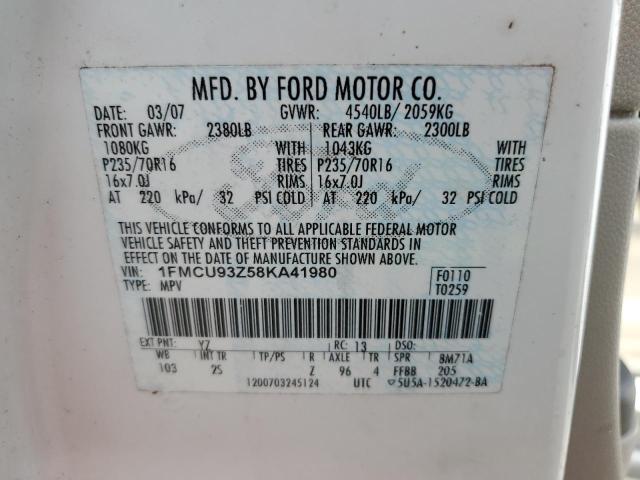 MFD. BY FORD MOTOR CO.
DATE: 03/07 GVWR: 4540LB/ 2059KG
FRONT GAWR: 2380LB REAR GAWR: 2300LB
1080KG WITH 1043KG WITH
P235/70R16 TIRES P235/70R16 TIRES
16x7.0J RIMS 16x7.0J RIMS
AT 220 kPa/ 32 PSI COLD AT 220 kPa/ 32 PSI COLD
THIS VEHICLE CONFORMS TO ALL APPLICABLE FEDERAL MOTOR
VEHICLE SAFETY AND THEFT PREVENTION STANDARDS IN
EFFECT ON THE DATE OF MANUFACTURE SHOWN ABOVE.
VIN: 1FMCU93Z58KA41980 F0110
TYPE: MPV T0259
EXT PNT: YZ RC: 13 DSO:
WB INT TR TP/PS R AXLE TR SPR 8M71A
103 2S Z 96 4 FFBB 205
1200703245124 UTC 5U5A-1520472-BA
Ford